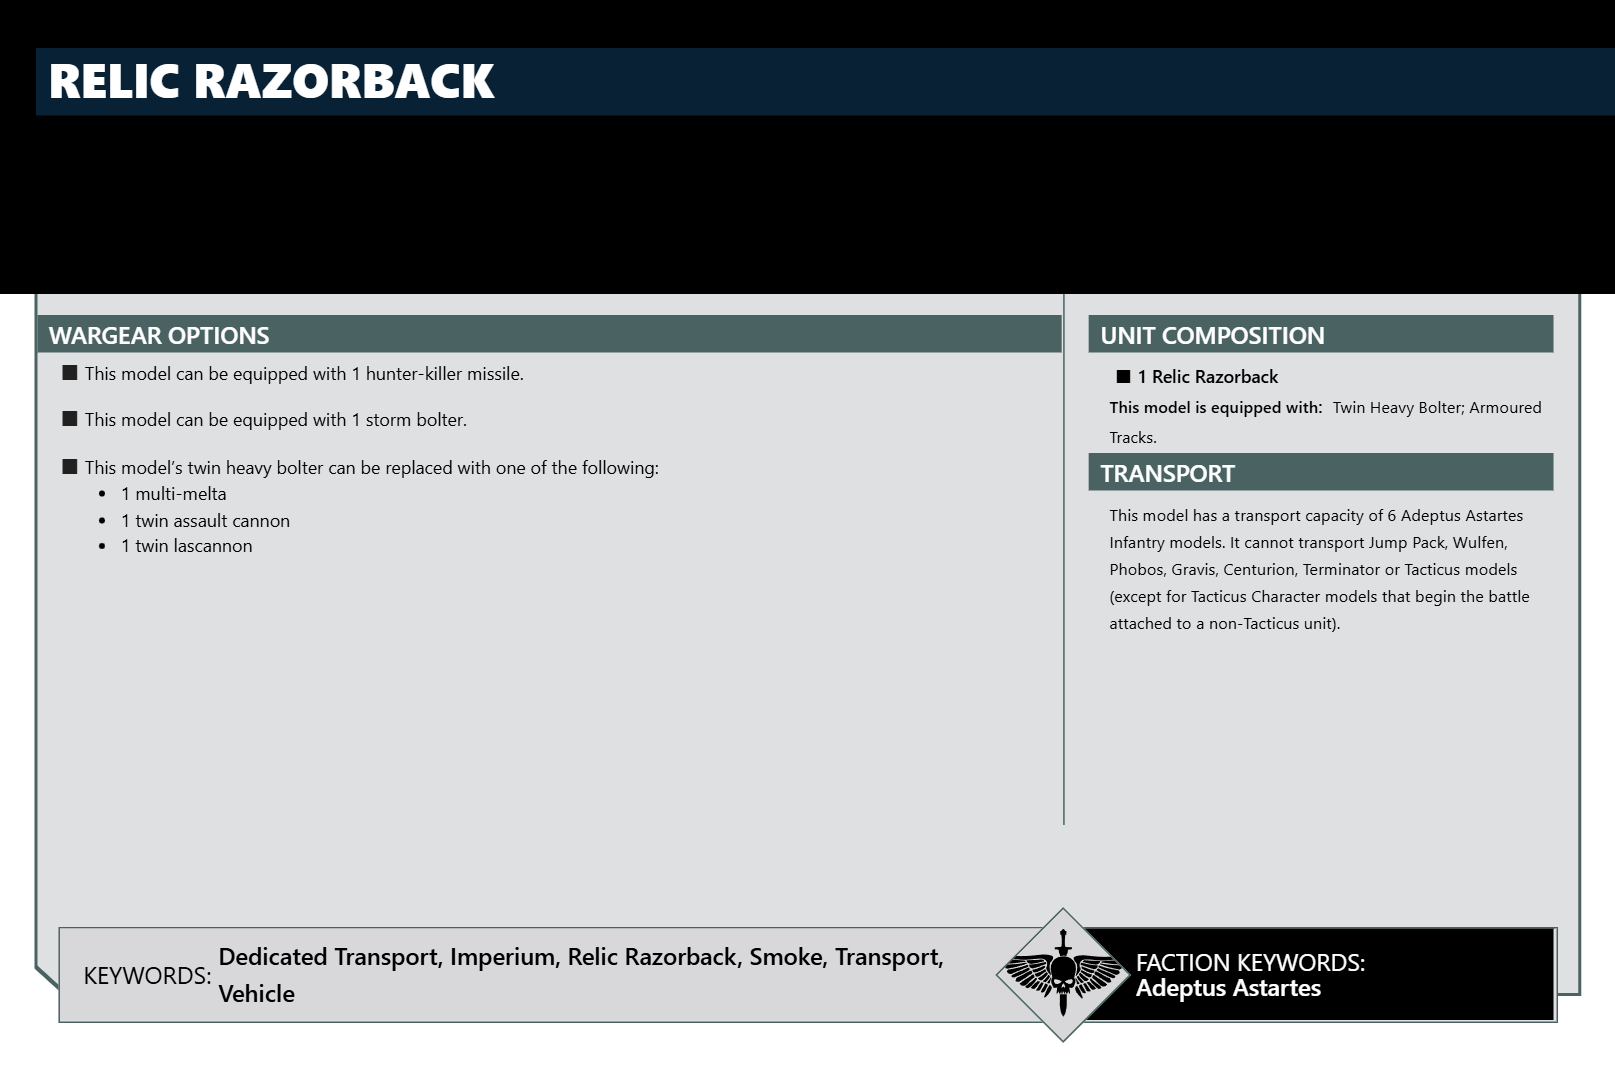 RELIC RAZORBACK
WARGEAR OPTIONS
■ This model can be equipped with 1 hunter-killer missile.
■ This model can be equipped with 1 storm bolter.
■ This model’s twin heavy bolter can be replaced with one of the following:
• 1 multi-melta
• 1 twin assault cannon
• 1 twin lascannon
UNIT COMPOSITION
■ 1 Relic Razorback
This model is equipped with: Twin Heavy Bolter; Armoured
Tracks.
TRANSPORT
This model has a transport capacity of 6 Adeptus Astartes
Infantry models. It cannot transport Jump Pack, Wulfen,
Phobos, Gravis, Centurion, Terminator or Tacticus models
(except for Tacticus Character models that begin the battle
attached to a non-Tacticus unit).
KEYWORDS: Dedicated Transport, Imperium, Relic Razorback, Smoke, Transport,
Vehicle
FACTION KEYWORDS:
Adeptus Astartes